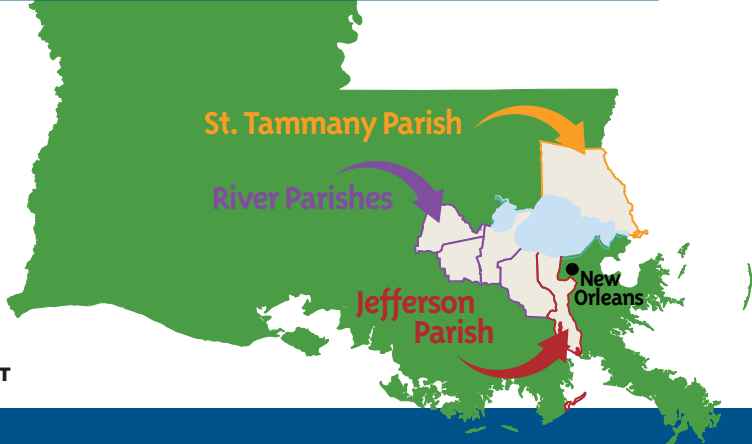 St. Tammany Parish
River Parishes
New
Orleans
Jefferson
Parish
T